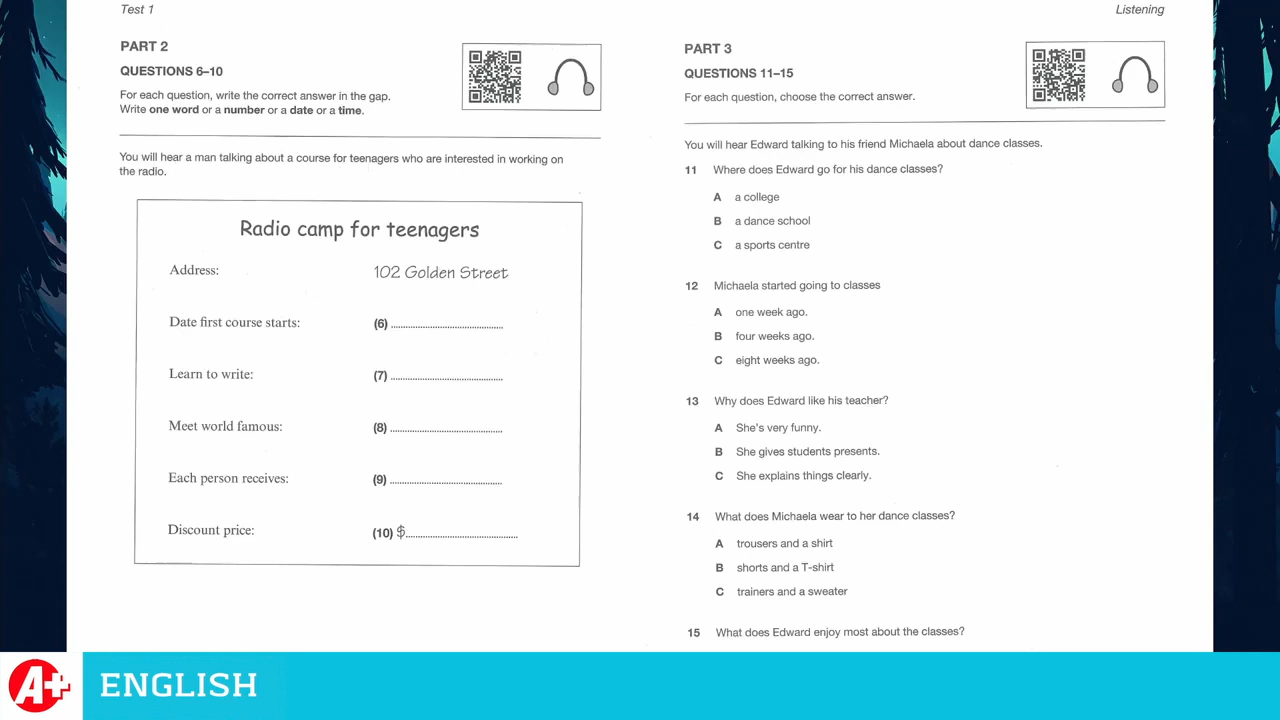 Test 1
PART 2
QUESTIONS 6–10
For each question, write the correct answer in the gap.
Write one word or a number or a date or a time.
You will hear a man talking about a course for teenagers who are interested in working on
the radio.
Radio camp for teenagers
Address: 102 Golden Street
Date first course starts: (6) ........................................
Learn to write: (7) ........................................
Meet world famous: (8) ........................................
Each person receives: (9) ........................................
Discount price: (10) $........................................
Listening
PART 3
QUESTIONS 11–15
For each question, choose the correct answer.
You will hear Edward talking to his friend Michaela about dance classes.
11 Where does Edward go for his dance classes?
A a college
B a dance school
C a sports centre
12 Michaela started going to classes
A one week ago.
B four weeks ago.
C eight weeks ago.
13 Why does Edward like his teacher?
A She's very funny.
B She gives students presents.
C She explains things clearly.
14 What does Michaela wear to her dance classes?
A trousers and a shirt
B shorts and a T-shirt
C trainers and a sweater
15 What does Edward enjoy most about the classes?
A+ ENGLISH